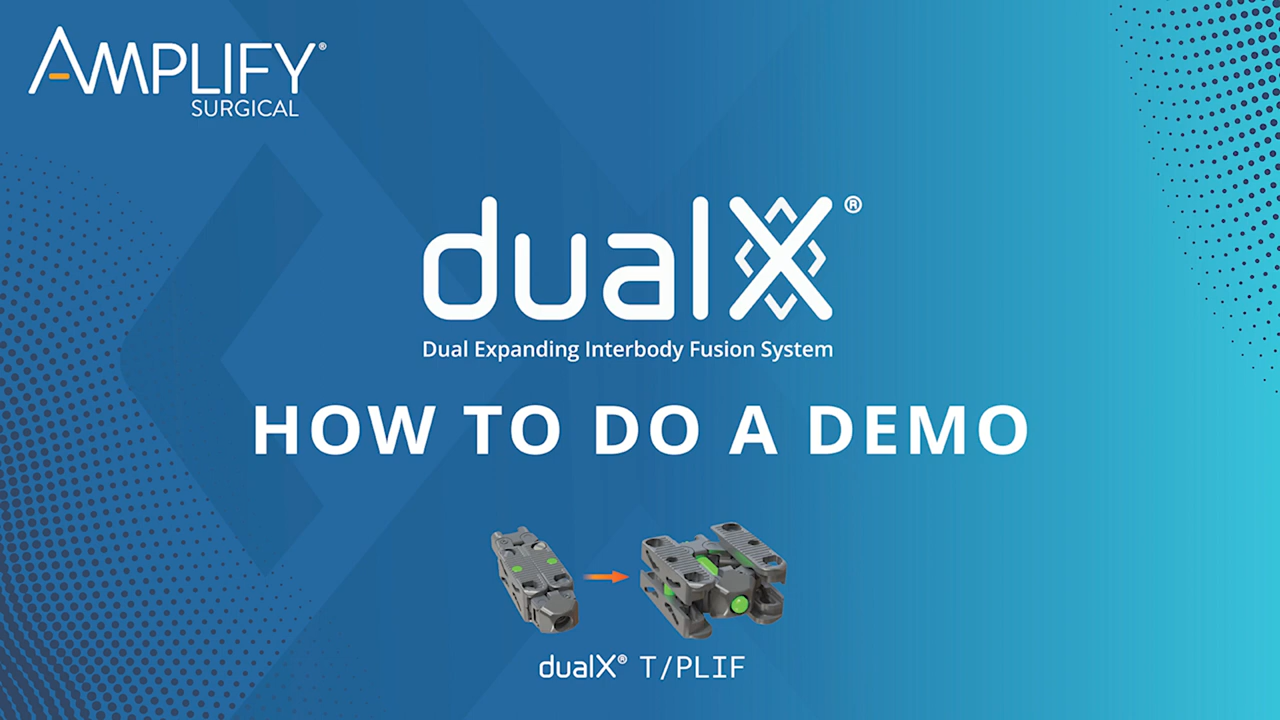 AMPLIFY®
SURGICAL
dualX®
Dual Expanding Interbody Fusion System
HOW TO DO A DEMO
dualX® T/PLIF